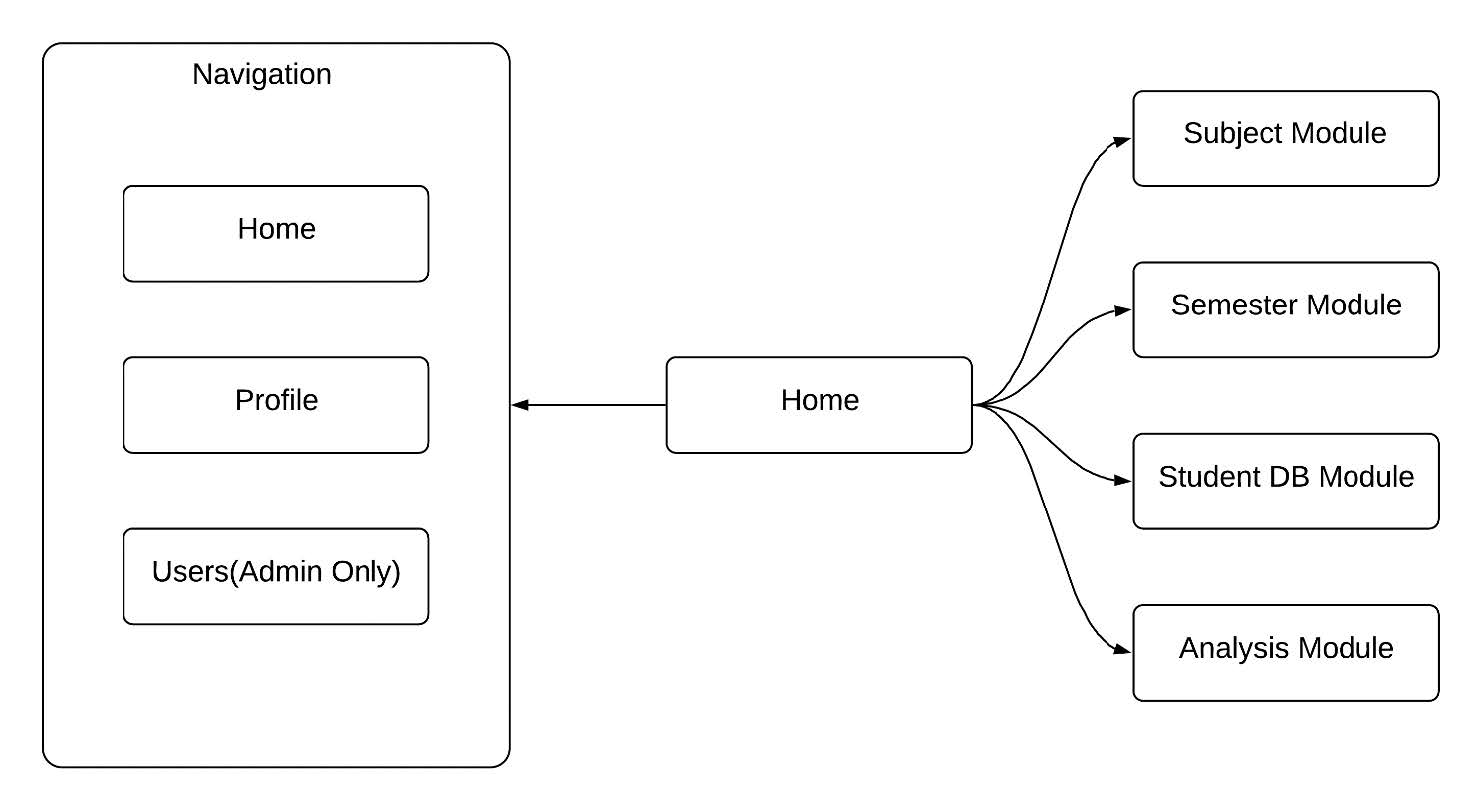 Navigation
Home
Profile
Users(Admin Only)
Home
Subject Module
Semester Module
Student DB Module
Analysis Module